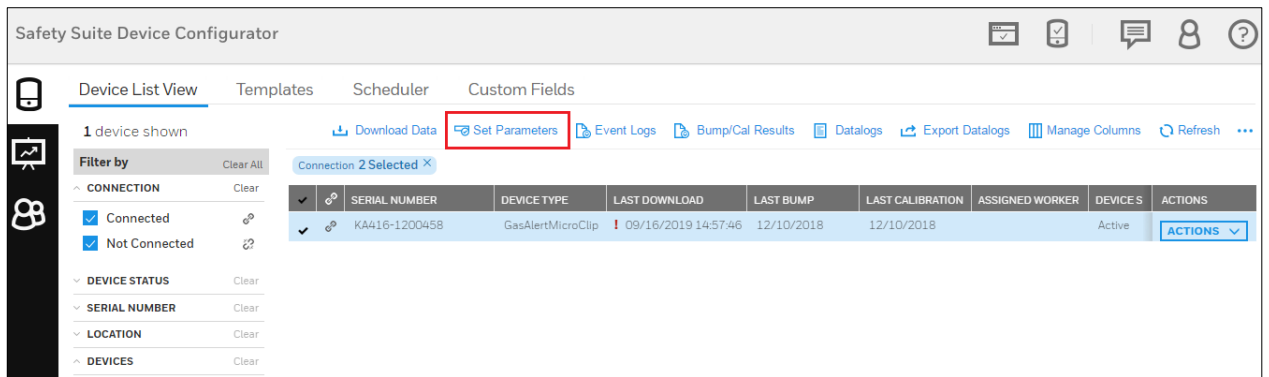 Safety Suite Device Configurator
Device List View Templates Scheduler Custom Fields
1 device shown Download Data Set Parameters Event Logs Bump/Cal Results Datalogs Export Datalogs Manage Columns Refresh
Filter by Clear All Connection 2 Selected ×
CONNECTION Clear
SERIAL NUMBER DEVICE TYPE LAST DOWNLOAD LAST BUMP LAST CALIBRATION ASSIGNED WORKER DEVICE S ACTIONS
Connected KA416-1200458 GasAlertMicroClip ! 09/16/2019 14:57:46 12/10/2018 12/10/2018 Active ACTIONS
Not Connected
DEVICE STATUS Clear
SERIAL NUMBER Clear
LOCATION Clear
DEVICES Clear